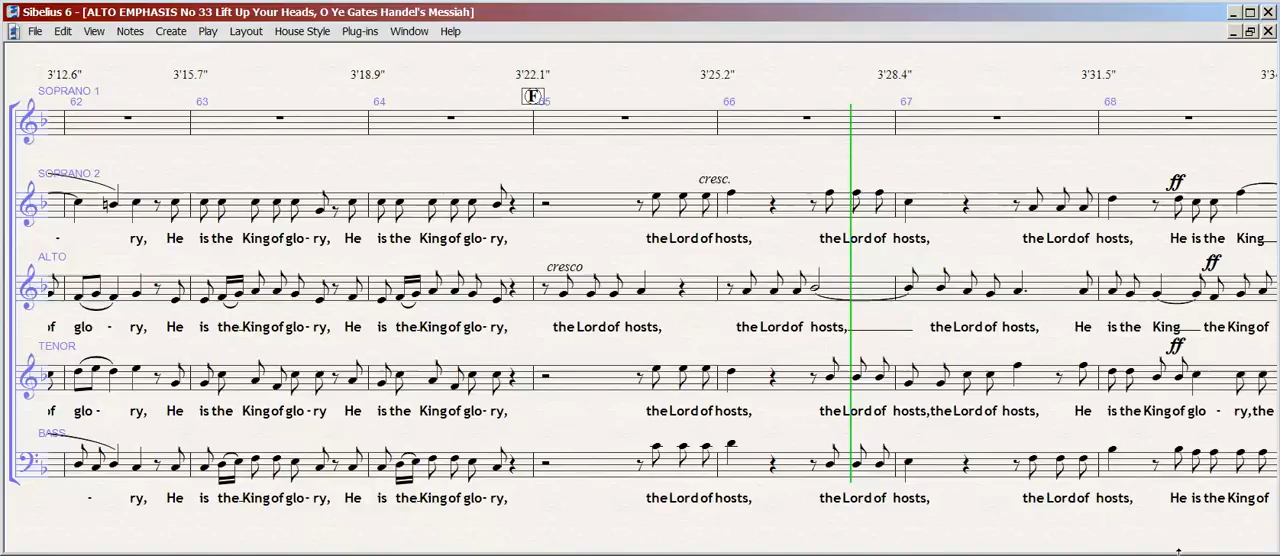 Sibelius 6 - [ALTO EMPHASIS No 33 Lift Up Your Heads, O Ye Gates Handel's Messiah]
File Edit View Notes Create Play Layout House Style Plug-ins Window Help
3'12.6" 3'15.7" 3'18.9" 3'22.1" 3'25.2" 3'28.4" 3'31.5" 3'3
SOPRANO 1
F
62 63 64 65 66 67 68
SOPRANO 2
cresc. ff
- ry, He is the King of glo - ry, He is the King of glo - ry, the Lord of hosts, the Lord of hosts, the Lord of hosts, He is the King
ALTO
cresco ff
of glo - ry, He is the King of glo - ry, He is the King of glo - ry, the Lord of hosts, the Lord of hosts, the Lord of hosts, He is the King the King of
TENOR
ff
of glo - ry, He is the King of glo - ry He is the King of glo - ry, the Lord of hosts, the Lord of hosts, the Lord of hosts, He is the King of glo - ry, the
BASS
- ry, He is the King of glo - ry, He is the King of glo - ry, the Lord of hosts, the Lord of hosts, the Lord of hosts, He is the King of